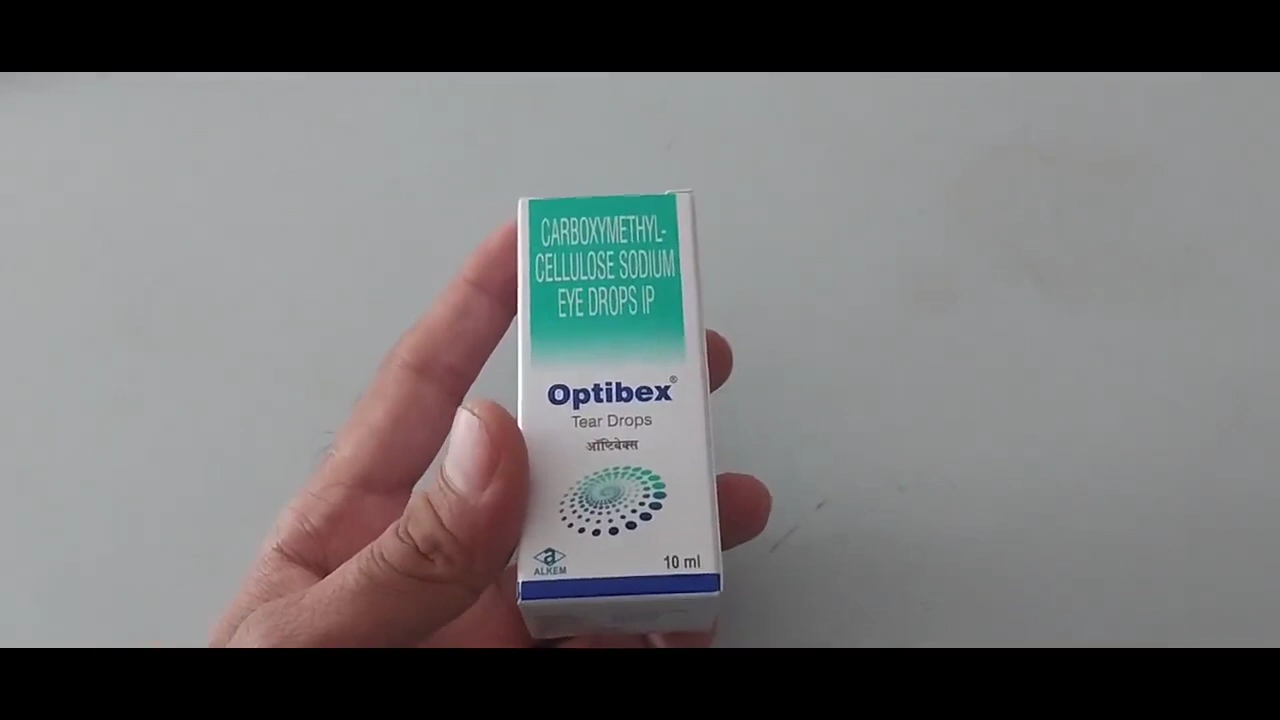 CARBOXYMETHYL-
CELLULOSE SODIUM
EYE DROPS IP
Optibex®
Tear Drops
ऑप्टिबेक्स
ALKEM
10 ml